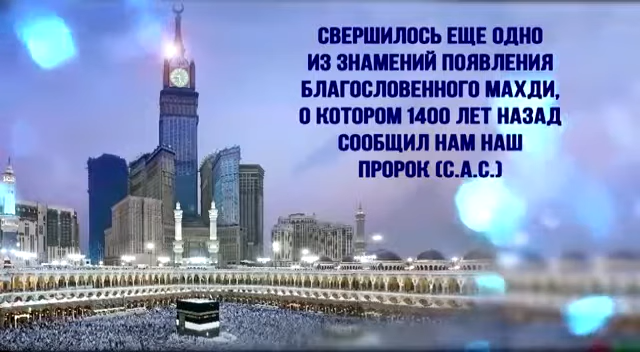 СВЕРШИЛОСЬ ЕЩЕ ОДНО
ИЗ ЗНАМЕНИЙ ПОЯВЛЕНИЯ
БЛАГОСЛОВЕННОГО МАХДИ,
О КОТОРОМ 1400 ЛЕТ НАЗАД
СООБЩИЛ НАМ НАШ
ПРОРОК (С.А.С.)